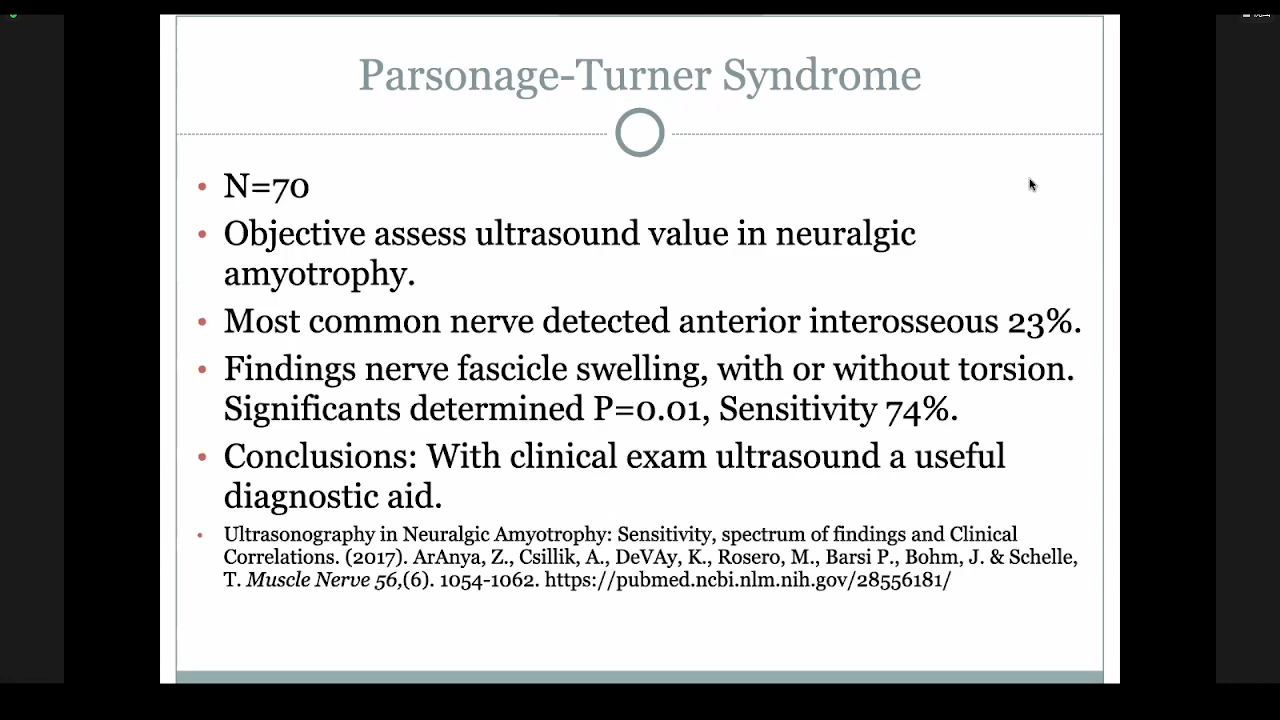 Parsonage-Turner Syndrome
• N=70
• Objective assess ultrasound value in neuralgic
amyotrophy.
• Most common nerve detected anterior interosseous 23%.
• Findings nerve fascicle swelling, with or without torsion.
Significants determined P=0.01, Sensitivity 74%.
• Conclusions: With clinical exam ultrasound a useful
diagnostic aid.
• Ultrasonography in Neuralgic Amyotrophy: Sensitivity, spectrum of findings and Clinical
Correlations. (2017). ArAnya, Z., Csillik, A., DeVAy, K., Rosero, M., Barsi P., Bohm, J. & Schelle,
T. Muscle Nerve 56,(6). 1054-1062. https://pubmed.ncbi.nlm.nih.gov/28556181/